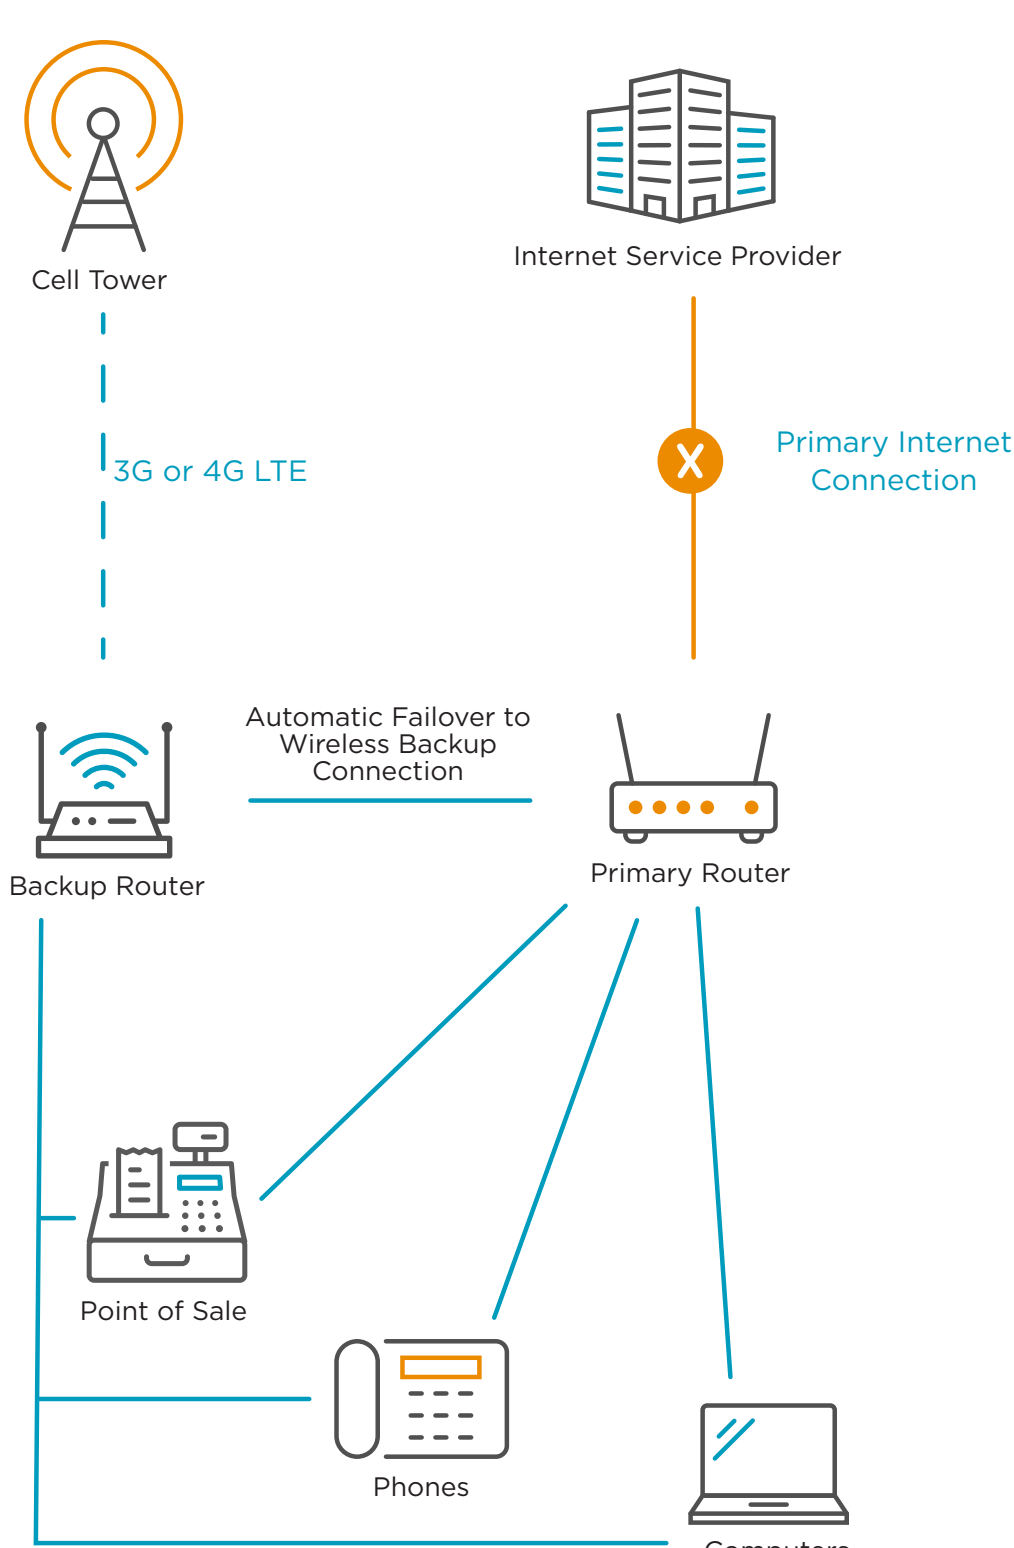 Cell Tower
Internet Service Provider
3G or 4G LTE
X
Primary Internet
Connection
Automatic Failover to
Wireless Backup
Connection
Backup Router
Primary Router
Point of Sale
Phones
Computers